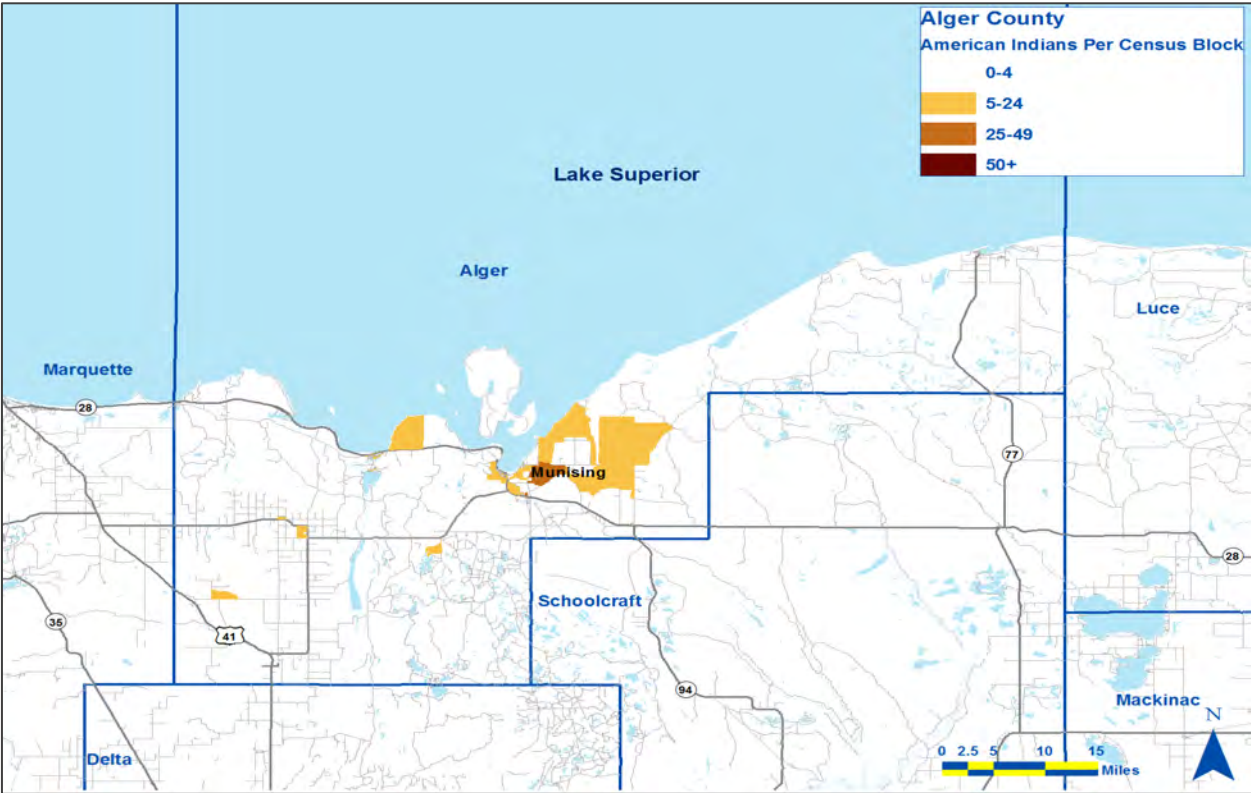 Alger County
American Indians Per Census Block
0-4
5-24
25-49
50+
Lake Superior
Alger
Luce
Marquette
28
Munising
77
28
Schoolcraft
35
41
94
Mackinac
N
Delta
0 2.5 5 10 15
Miles